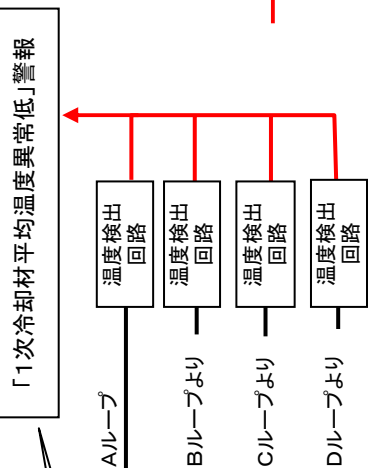 「1次冷却材平均温度異常低」警報
温度検出
回路
温度検出
回路
温度検出
回路
温度検出
回路
Aループ
Bループより
Cループより
Dループより